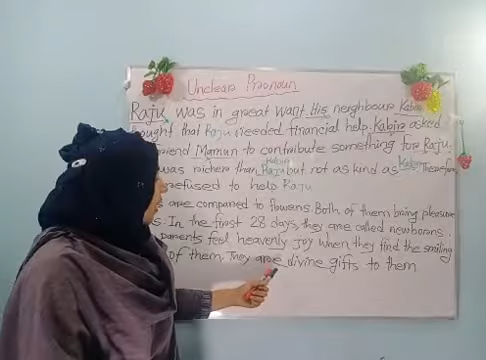 Unclear Pronoun
Raju was in great want His neighbour Kabir
thought that Raju needed financial help. Kabir asked
friend Mamun to contribute something for Raju.
was richer than Raju but not as kind as Kabir Therefore
Kabir
refused to help Raju
are compared to flowers. Both of them bring pleasure
In the first 28 days they are called newborns.
parents feel heavenly joy when they find the smiling
of them. They are divine gifts to them